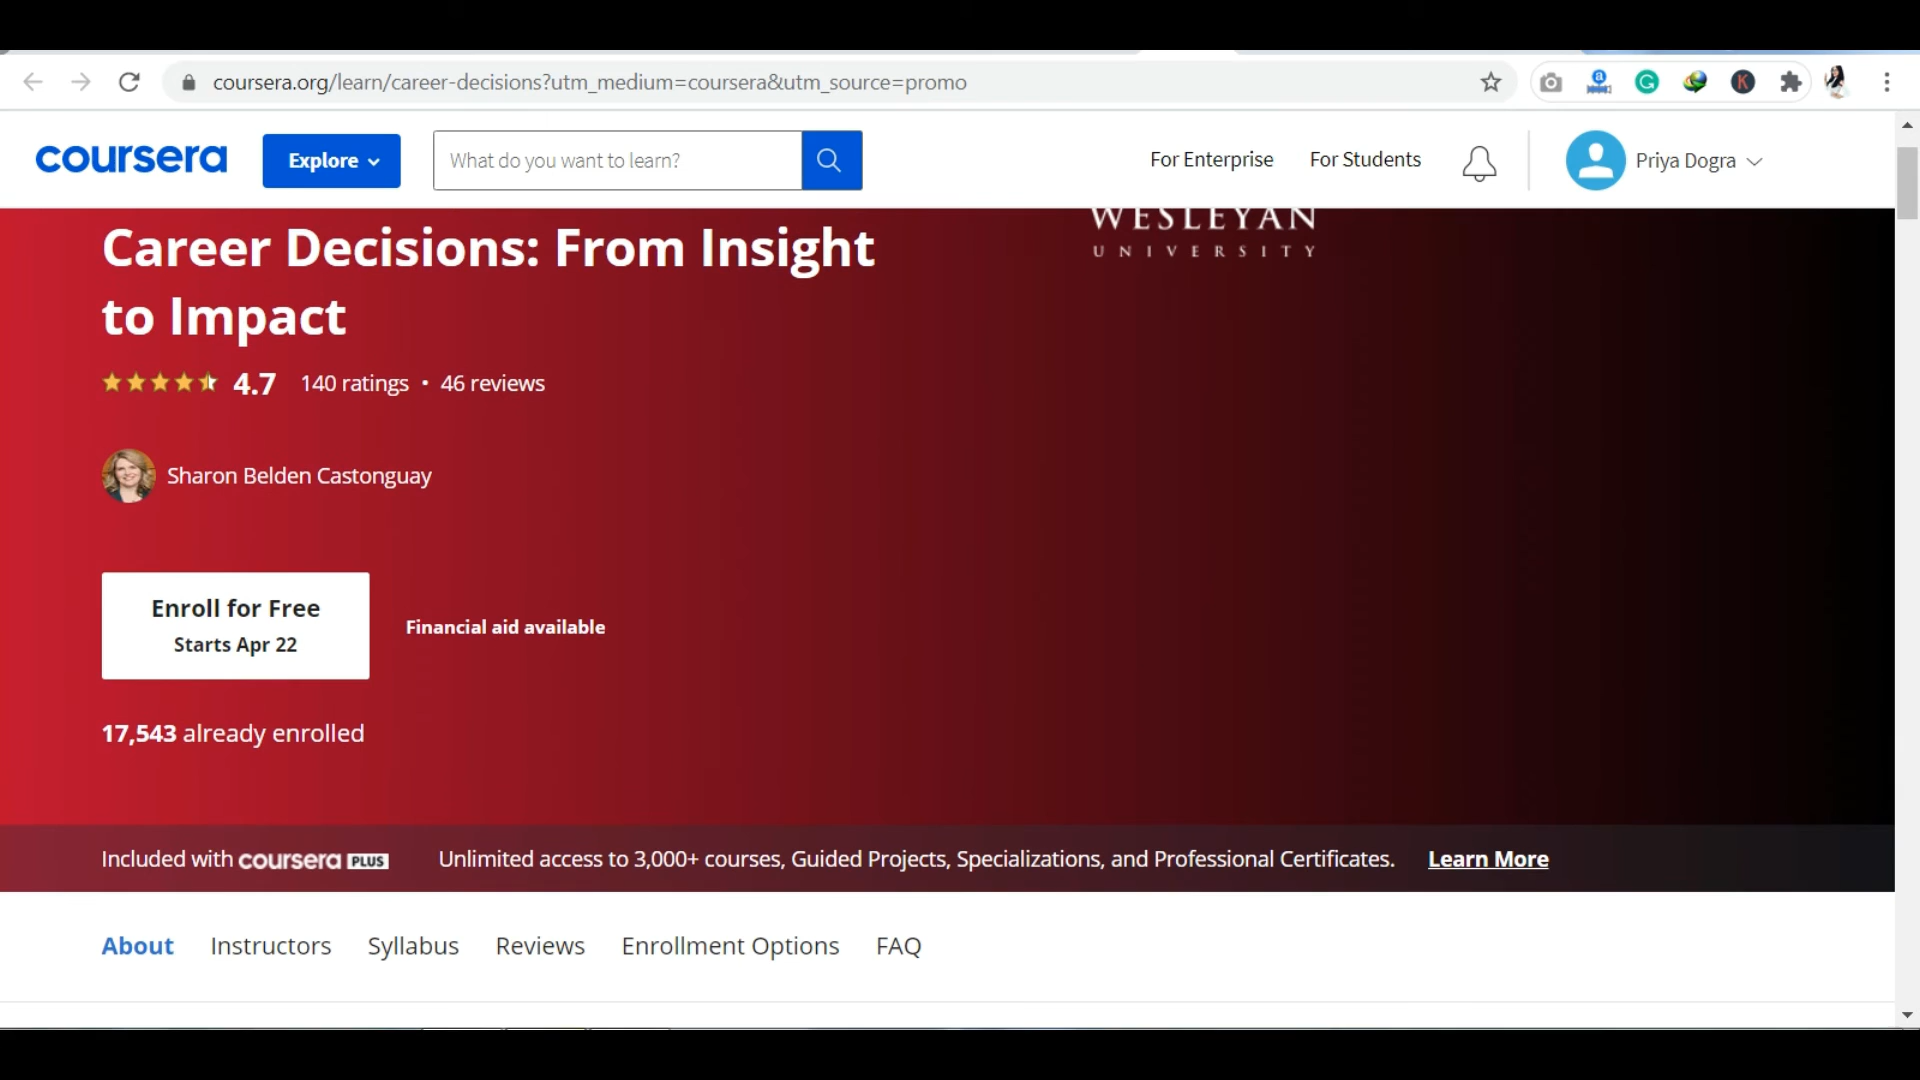 coursera.org/learn/career-decisions?utm_medium=coursera&utm_source=promo
coursera
Explore
What do you want to learn?
For Enterprise
For Students
Priya Dogra
WESLEYAN
UNIVERSITY
Career Decisions: From Insight
to Impact
4.7 140 ratings • 46 reviews
Sharon Belden Castonguay
Enroll for Free
Starts Apr 22
Financial aid available
17,543 already enrolled
Included with coursera PLUS
Unlimited access to 3,000+ courses, Guided Projects, Specializations, and Professional Certificates. Learn More
About Instructors Syllabus Reviews Enrollment Options FAQ